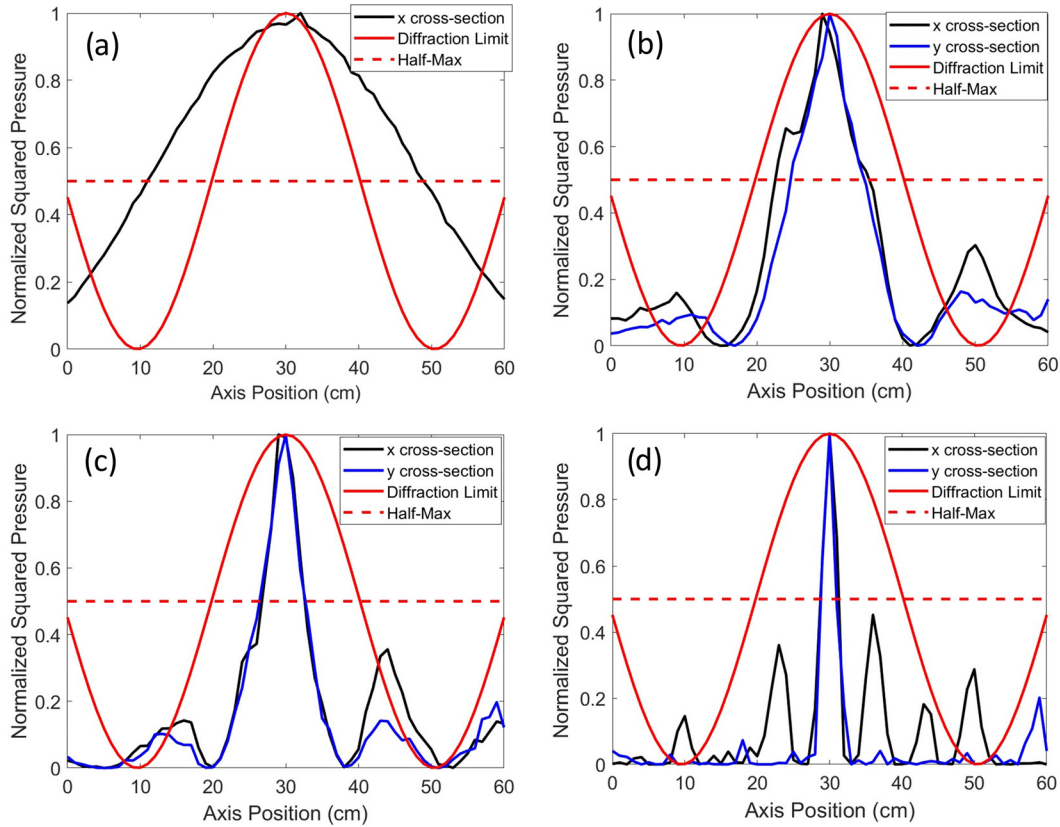 (a)
x cross-section
Diffraction Limit
Half-Max
Normalized Squared Pressure
1
0.8
0.6
0.4
0.2
0
0 10 20 30 40 50 60
Axis Position (cm)
(b)
x cross-section
y cross-section
Diffraction Limit
Half-Max
Normalized Squared Pressure
1
0.8
0.6
0.4
0.2
0
0 10 20 30 40 50 60
Axis Position (cm)
(c)
x cross-section
y cross-section
Diffraction Limit
Half-Max
Normalized Squared Pressure
1
0.8
0.6
0.4
0.2
0
0 10 20 30 40 50 60
Axis Position (cm)
(d)
x cross-section
y cross-section
Diffraction Limit
Half-Max
Normalized Squared Pressure
1
0.8
0.6
0.4
0.2
0
0 10 20 30 40 50 60
Axis Position (cm)